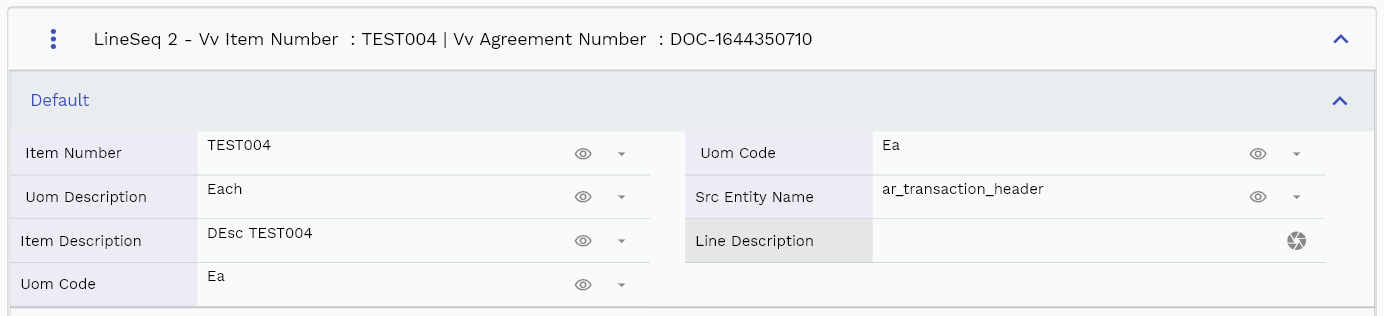 LineSeq 2 - Vv Item Number : TEST004 | Vv Agreement Number : DOC-1644350710
Default
Item Number TEST004
Uom Code Ea
Uom Description Each
Src Entity Name ar_transaction_header
Item Description DEsc TEST004
Line Description
Uom Code Ea